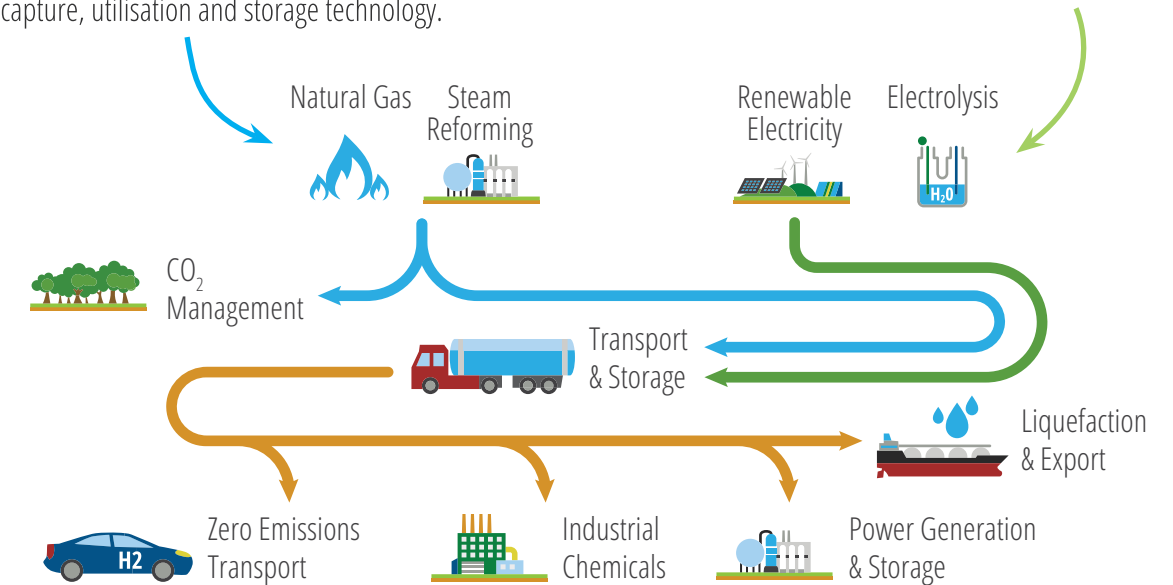 capture, utilisation and storage technology.
Natural Gas
Steam
Reforming
Renewable
Electricity
Electrolysis
H₂0
CO₂
Management
Transport
& Storage
Liquefaction
& Export
H2
Zero Emissions
Transport
Industrial
Chemicals
Power Generation
& Storage